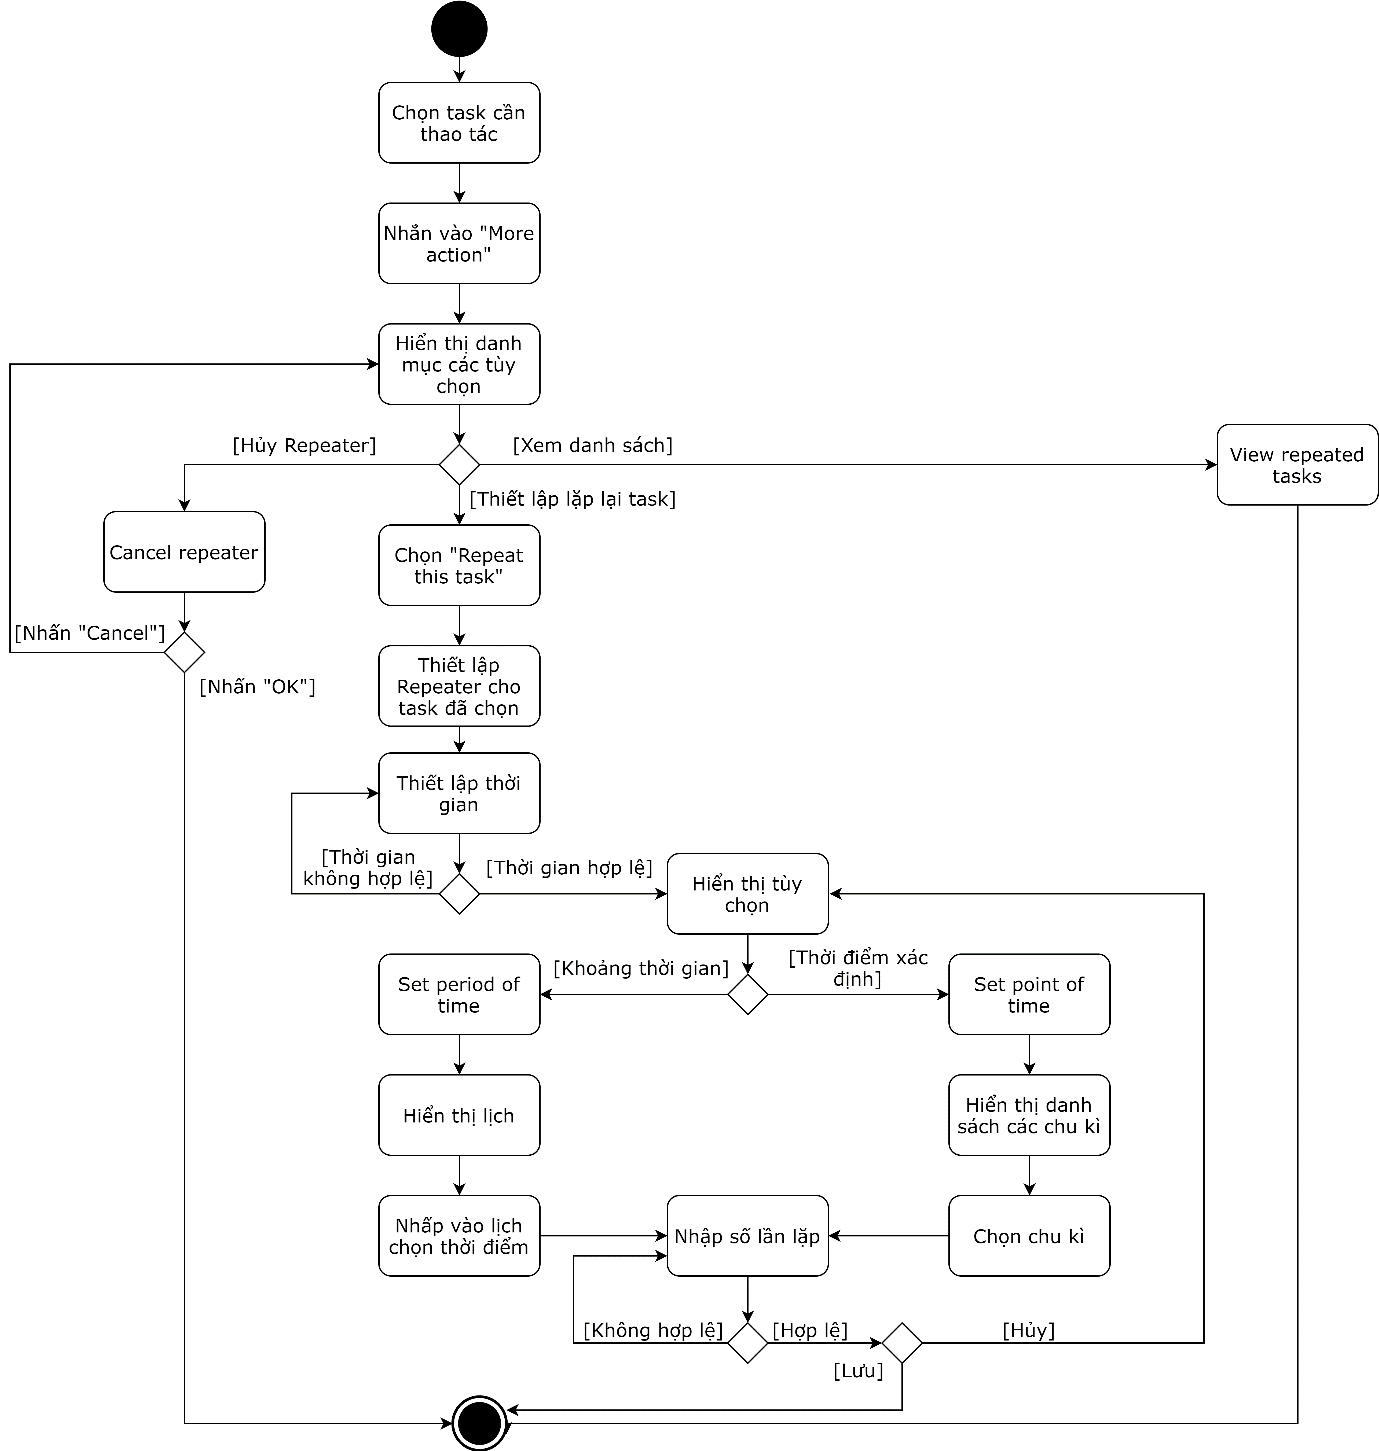 Chọn task cần
thao tác
Nhắn vào "More
action"
Hiển thị danh
mục các tùy
chọn
[Hủy Repeater]
[Xem danh sách]
View repeated
tasks
[Thiết lập lặp lại task]
Cancel repeater
Chọn "Repeat
this task"
[Nhấn "Cancel"]
[Nhấn "OK"]
Thiết lập
Repeater cho
task đã chọn
Thiết lập thời
gian
[Thời gian
không hợp lệ]
[Thời gian hợp lệ]
Hiển thị tùy
chọn
[Khoảng thời gian]
[Thời điểm xác
định]
Set period of
time
Set point of
time
Hiển thị lịch
Hiển thị danh
sách các chu kì
Nhấp vào lịch
chọn thời điểm
Nhập số lần lặp
Chọn chu kì
[Không hợp lệ]
[Hợp lệ]
[Hủy]
[Lưu]